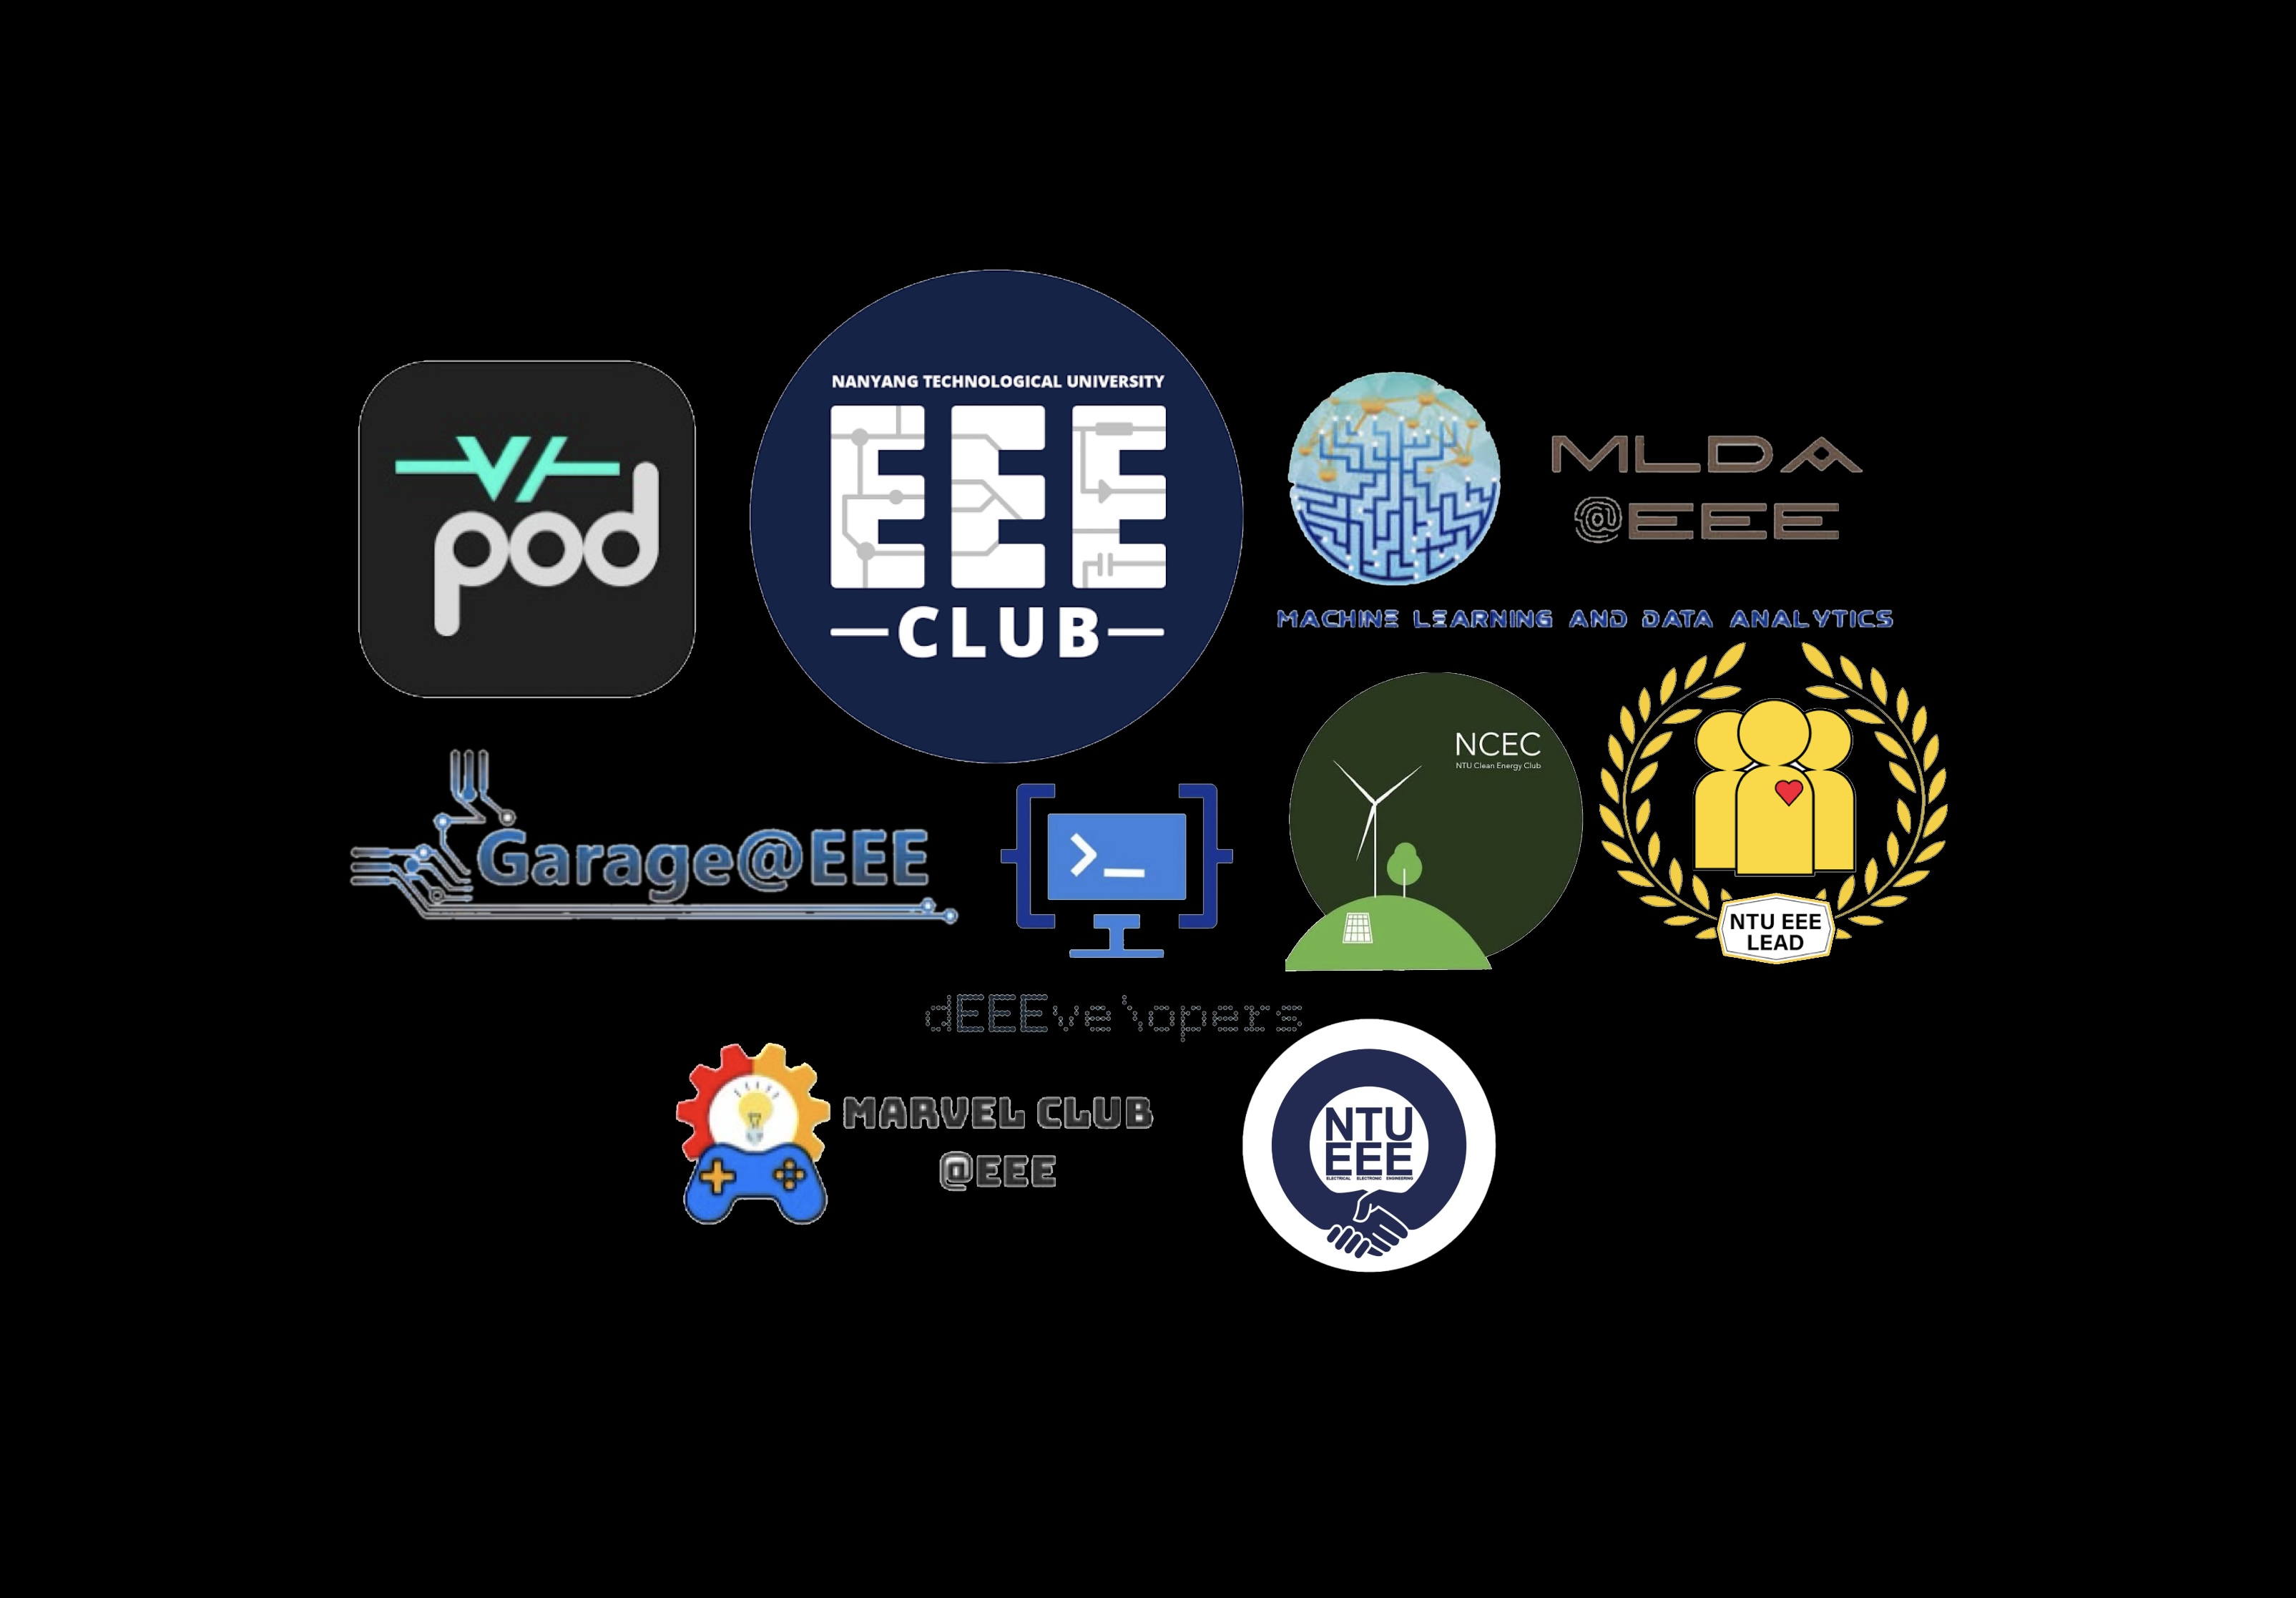 pod
NANYANG TECHNOLOGICAL UNIVERSITY
EEE
CLUB
MLDA
@EEE
MACHINE LEARNING AND DATA ANALYTICS
Garage@EEE
>_
dEEEvelopers
NCEC
NTU Clean Energy Club
NTU EEE
LEAD
MARVEL CLUB
@EEE
NTU
EEE
ELECTRICAL ELECTRONIC ENGINEERING